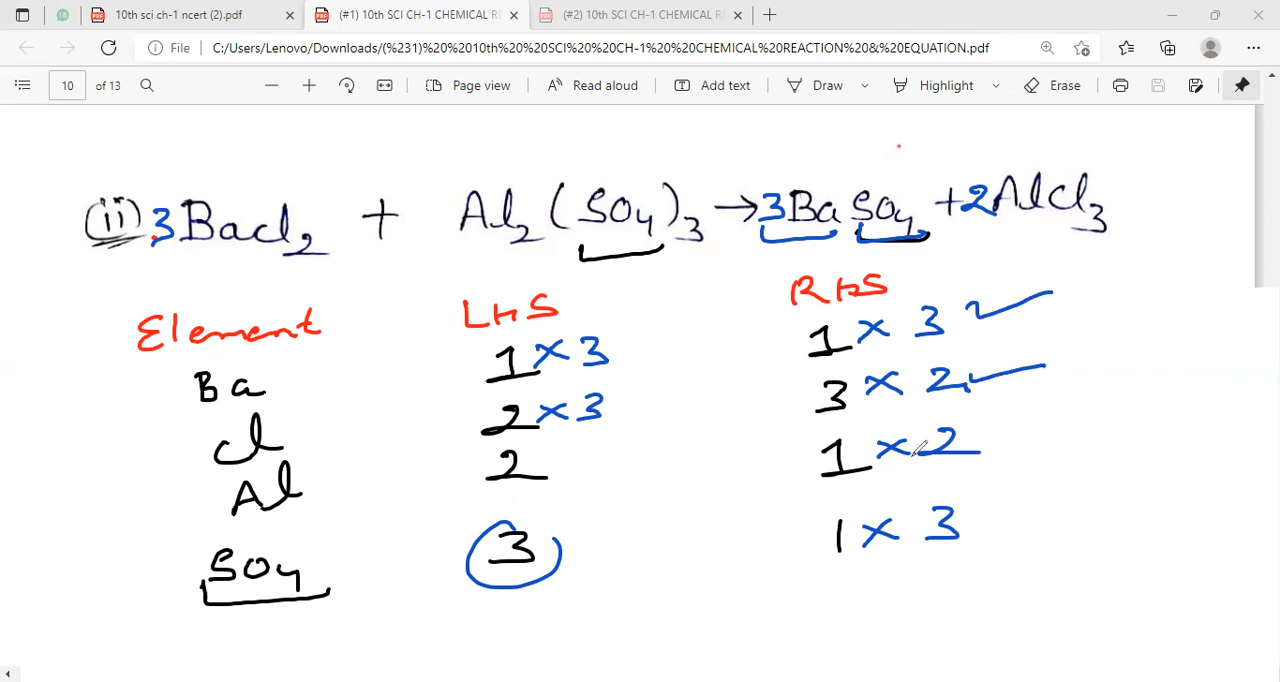 10th sci ch-1 ncert (2).pdf (#1) 10th SCI CH-1 CHEMICAL RE (#2) 10th SCI CH-1 CHEMICAL R
File C:/Users/Lenovo/Downloads/(%231)%20%2010th%20%20SCI%20%20CH-1%20%20CHEMICAL%20REACTION%20&%20EQUATION.pdf
10 of 13 Page view Read aloud Add text Draw Highlight Erase
(ii) 3BaCl2 + Al2(SO4)3 → 3BaSO4 + 2AlCl3
Element LHS RHS
Ba 1 × 3 1 × 3 ✓
Cl 2 × 3 3 × 2 ✓
Al 2 1 × 2
SO4 3 1 × 3